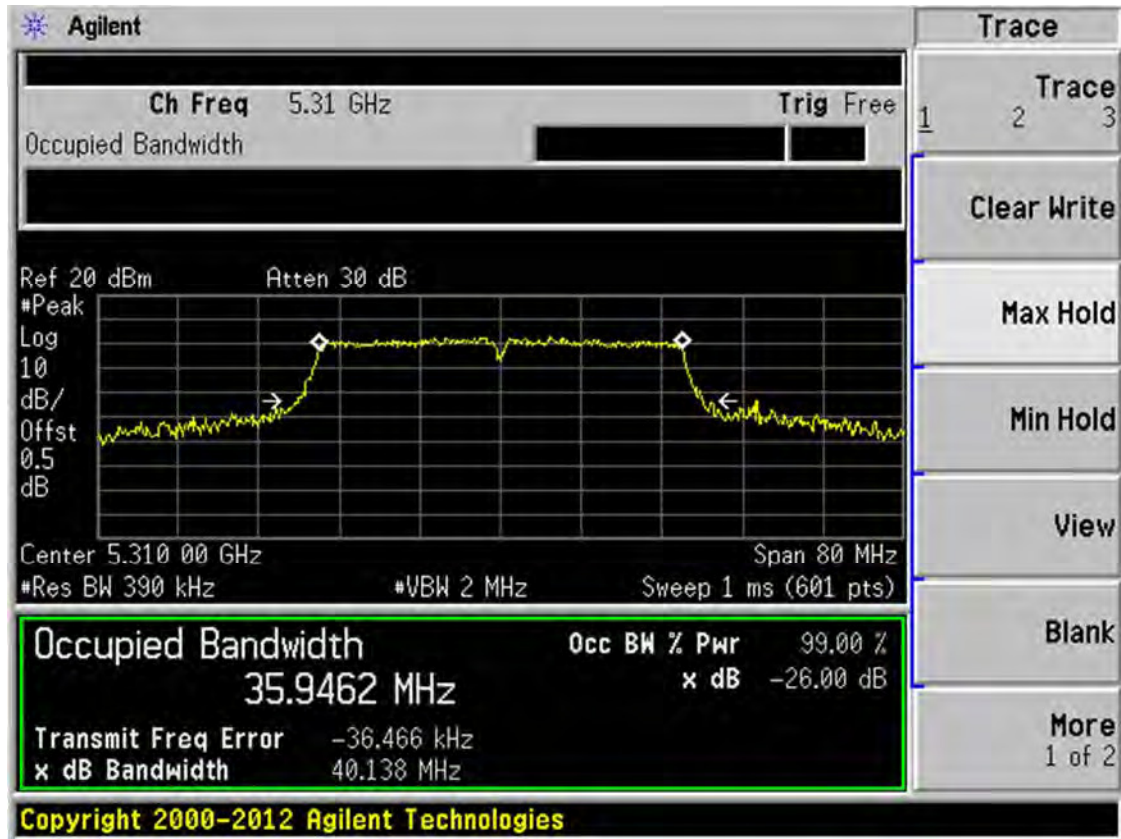 Agilent
Trace
Ch Freq 5.31 GHz Trig Free
Occupied Bandwidth
Trace
1 2 3
Clear Write
Max Hold
Min Hold
View
Blank
More
1 of 2
Ref 20 dBm Atten 30 dB
#Peak
Log
10
dB/
Offst
0.5
dB
Center 5.310 00 GHz Span 80 MHz
#Res BW 390 kHz #VBW 2 MHz Sweep 1 ms (601 pts)
Occupied Bandwidth Occ BW % Pwr 99.00 %
35.9462 MHz x dB -26.00 dB
Transmit Freq Error -36.466 kHz
x dB Bandwidth 40.138 MHz
Copyright 2000-2012 Agilent Technologies